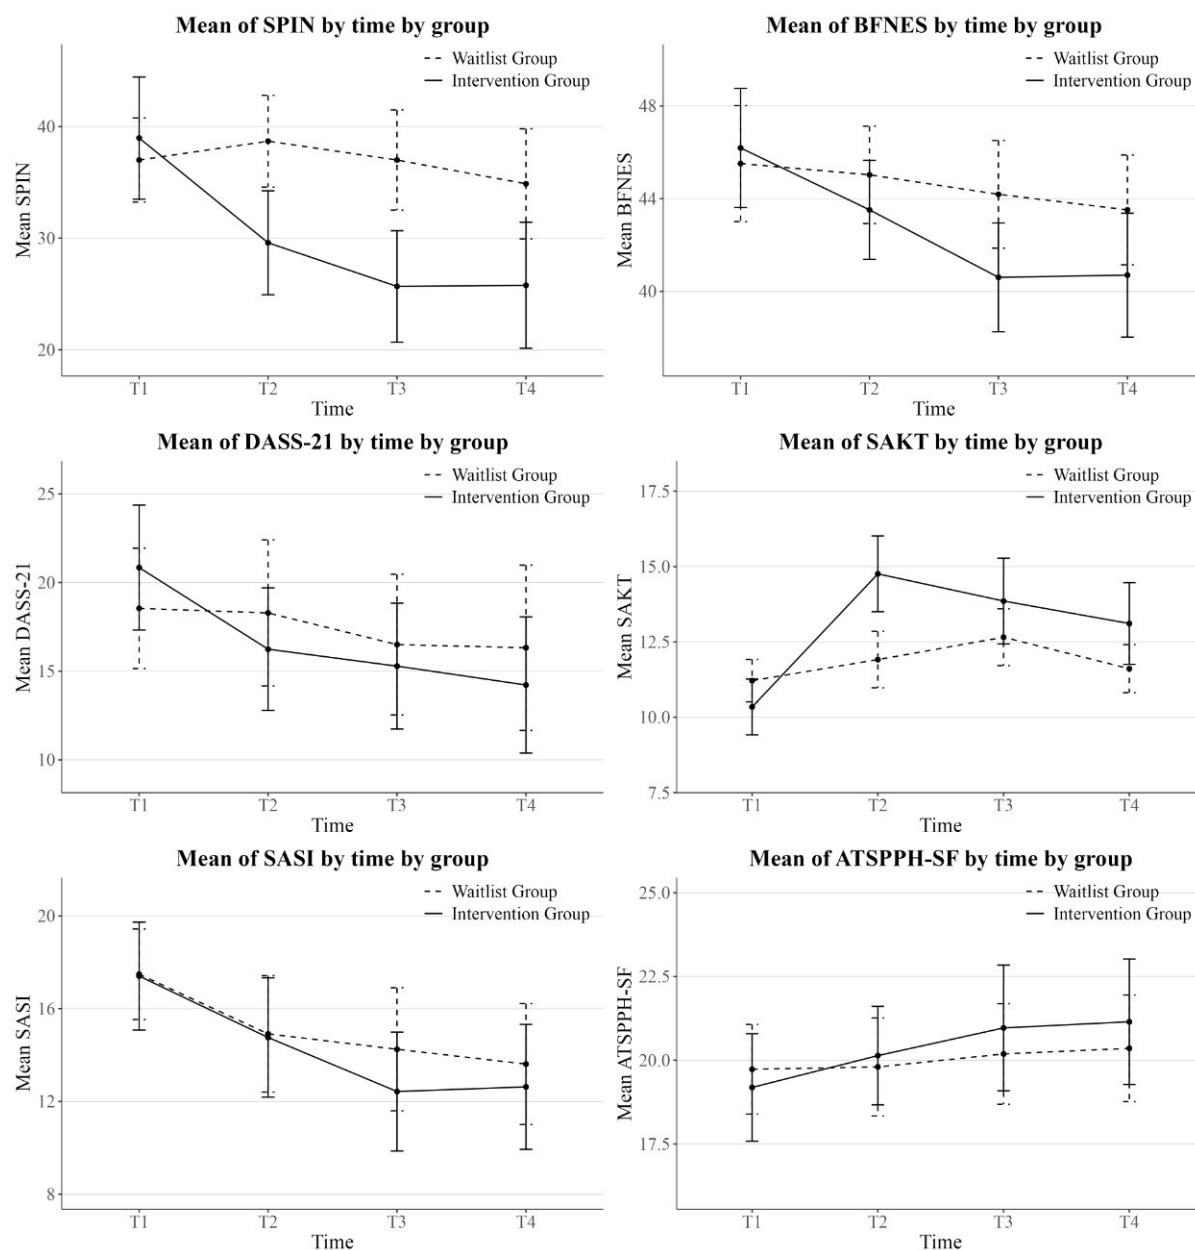 Mean of SPIN by time by group
Waitlist Group
Intervention Group
40
30
20
Mean SPIN
T1 T2 T3 T4
Time
Mean of BFNES by time by group
Waitlist Group
Intervention Group
48
44
40
Mean BFNES
T1 T2 T3 T4
Time
Mean of DASS-21 by time by group
Waitlist Group
Intervention Group
25
20
15
10
Mean DASS-21
T1 T2 T3 T4
Time
Mean of SAKT by time by group
Waitlist Group
Intervention Group
17.5
15.0
12.5
10.0
7.5
Mean SAKT
T1 T2 T3 T4
Time
Mean of SASI by time by group
Waitlist Group
Intervention Group
20
16
12
8
Mean SASI
T1 T2 T3 T4
Time
Mean of ATSPPH-SF by time by group
Waitlist Group
Intervention Group
25.0
22.5
20.0
17.5
Mean ATSPPH-SF
T1 T2 T3 T4
Time